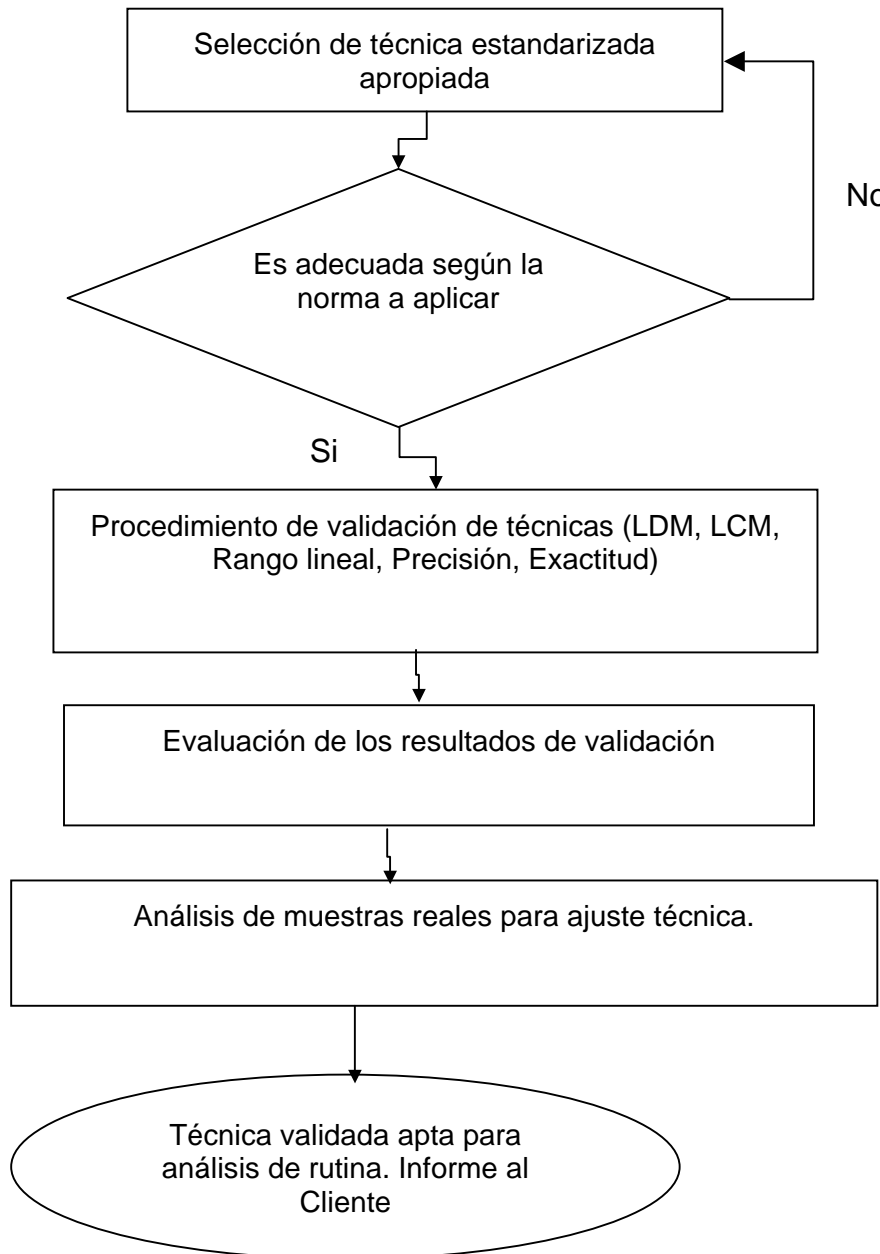 Selección de técnica estandarizada
apropiada
No
Es adecuada según la
norma a aplicar
Si
Procedimiento de validación de técnicas (LDM, LCM,
Rango lineal, Precisión, Exactitud)
Evaluación de los resultados de validación
Análisis de muestras reales para ajuste técnica.
Técnica validada apta para
análisis de rutina. Informe al
Cliente